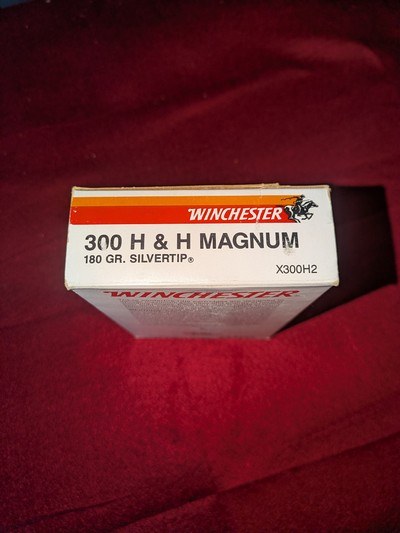 WINCHESTER
300 H & H MAGNUM
180 GR. SILVERTIP®
X300H2
WINCHESTER